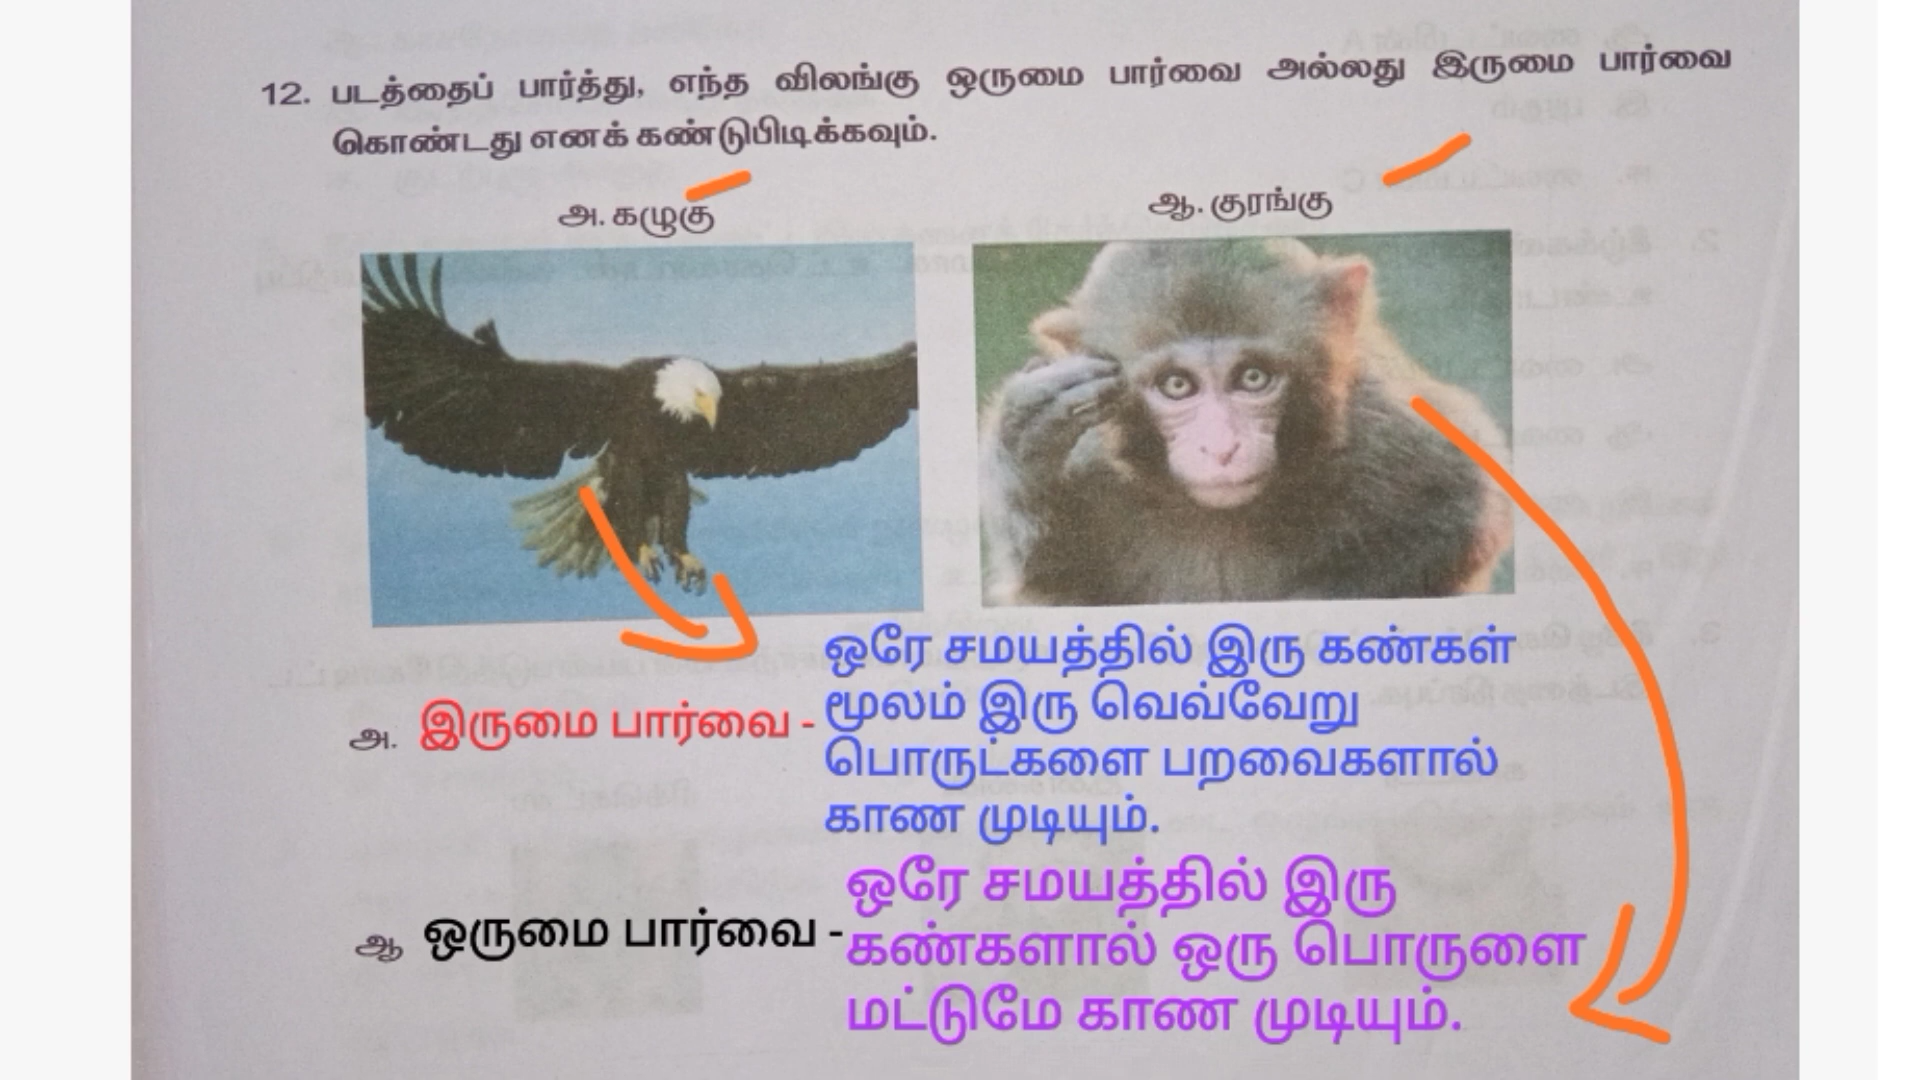 12. படத்தைப் பார்த்து, எந்த விலங்கு ஒருமை பார்வை அல்லது இருமை பார்வை
கொண்டது எனக் கண்டுபிடிக்கவும்.
அ. கழுகு
ஆ. குரங்கு
அ. இருமை பார்வை - ஒரே சமயத்தில் இரு கண்கள்
மூலம் இரு வெவ்வேறு
பொருட்களை பறவைகளால்
காண முடியும்.
ஆ ஒருமை பார்வை - ஒரே சமயத்தில் இரு
கண்களால் ஒரு பொருளை
மட்டுமே காண முடியும்.